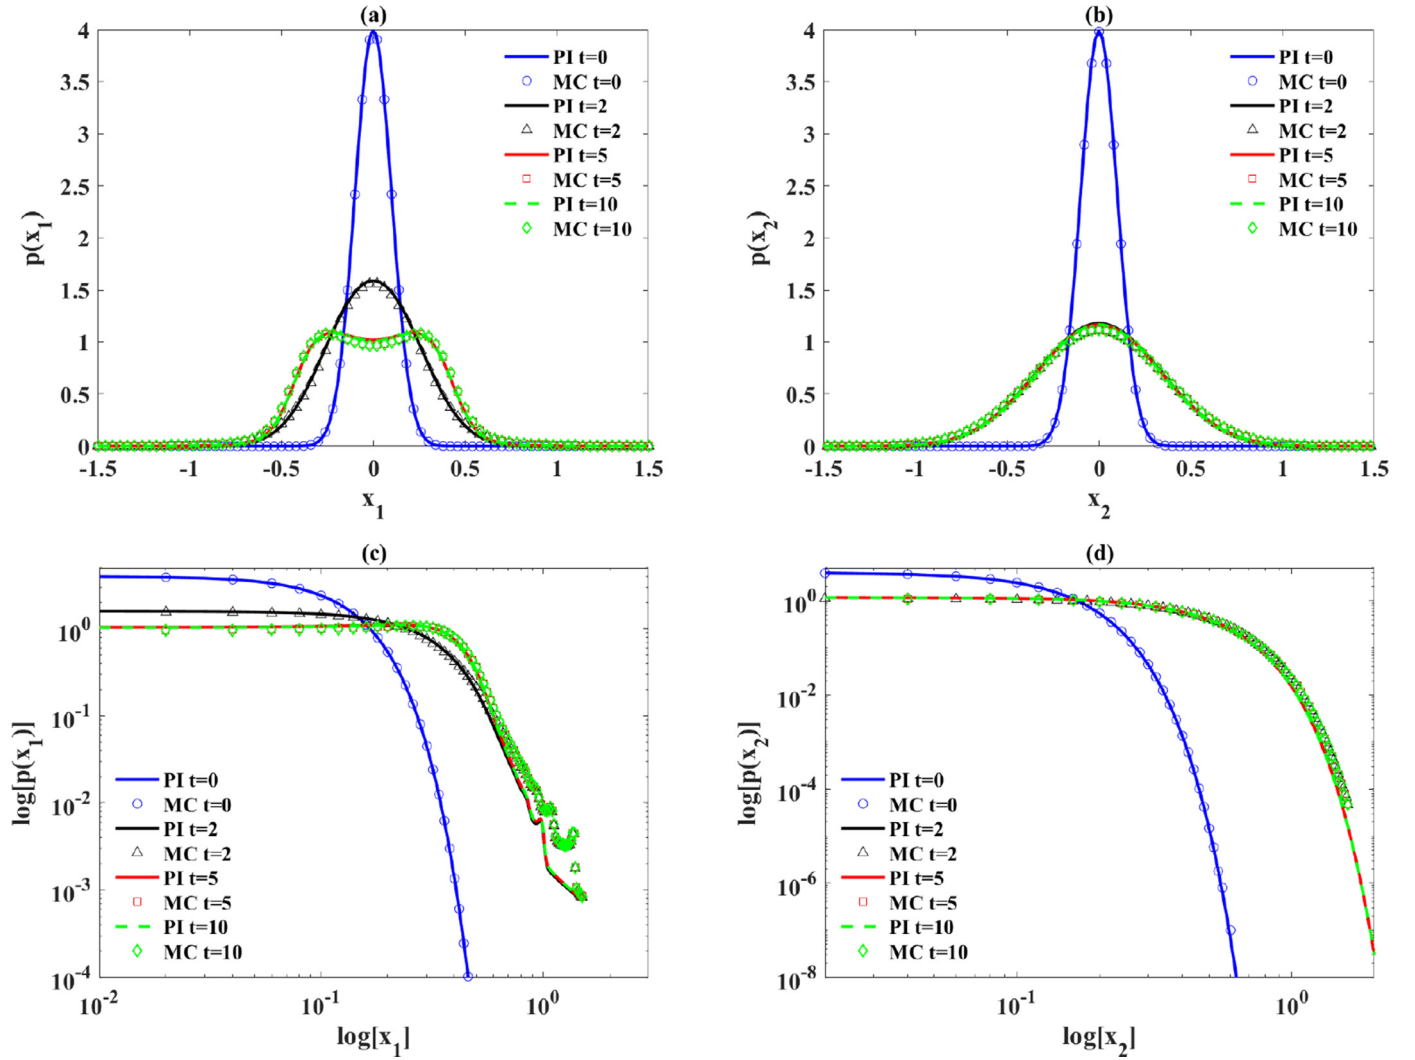 (a)
4
3.5
3
2.5
2
1.5
1
0.5
0
p(x1)
PI t=0
MC t=0
PI t=2
MC t=2
PI t=5
MC t=5
PI t=10
MC t=10
-1.5 -1 -0.5 0 0.5 1 1.5
x1
(b)
4
3.5
3
2.5
2
1.5
1
0.5
0
p(x2)
PI t=0
MC t=0
PI t=2
MC t=2
PI t=5
MC t=5
PI t=10
MC t=10
-1.5 -1 -0.5 0 0.5 1 1.5
x2
(c)
10^0
10^-1
10^-2
10^-3
10^-4
log[p(x1)]
PI t=0
MC t=0
PI t=2
MC t=2
PI t=5
MC t=5
PI t=10
MC t=10
10^-2 10^-1 10^0
log[x1]
(d)
10^0
10^-2
10^-4
10^-6
10^-8
log[p(x2)]
PI t=0
MC t=0
PI t=2
MC t=2
PI t=5
MC t=5
PI t=10
MC t=10
10^-1 10^0
log[x2]